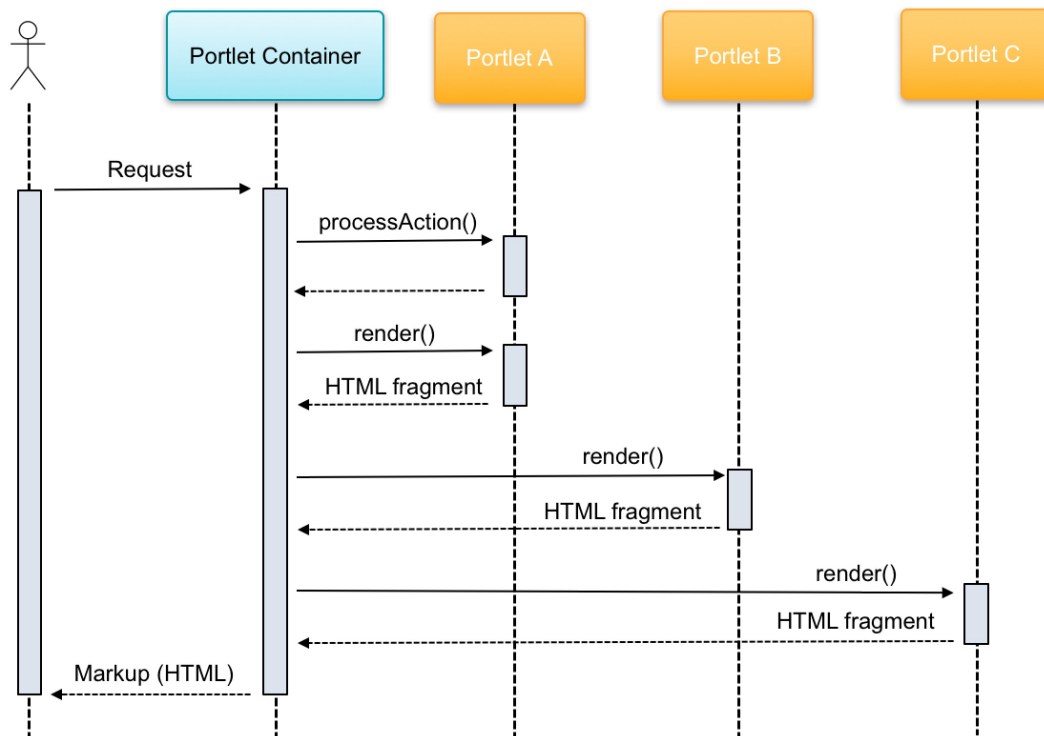 Portlet Container
Portlet A
Portlet B
Portlet C
Request
processAction()
render()
HTML fragment
render()
HTML fragment
render()
HTML fragment
Markup (HTML)